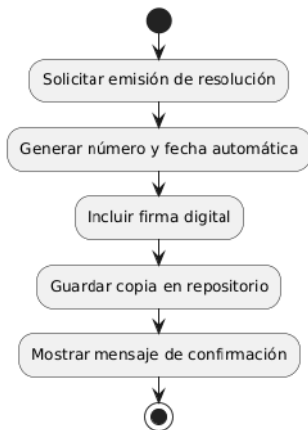 Solicitar emisión de resolución
Generar número y fecha automática
Incluir firma digital
Guardar copia en repositorio
Mostrar mensaje de confirmación